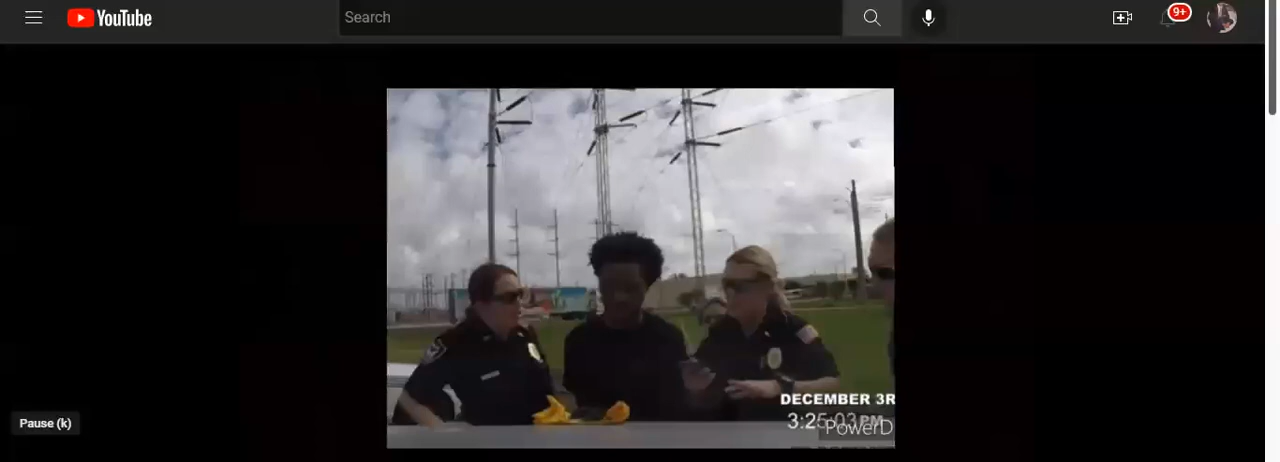 YouTube
Search
9+
DECEMBER 3R
3:25:03 PM
PowerD
Pause (k)